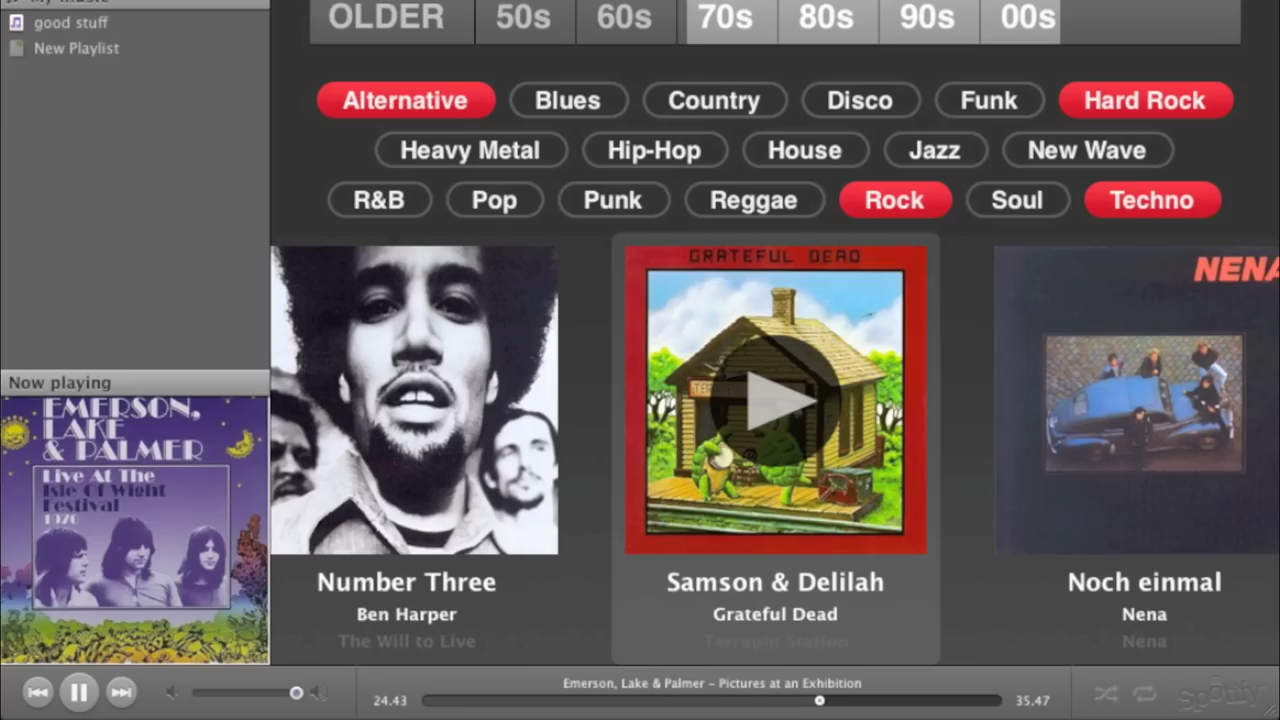 My music
good stuff
New Playlist
OLDER 50s 60s 70s 80s 90s 00s
Alternative Blues Country Disco Funk Hard Rock
Heavy Metal Hip-Hop House Jazz New Wave
R&B Pop Punk Reggae Rock Soul Techno
GRATEFUL DEAD
NENA
Now playing
EMERSON,
LAKE
& PALMER
Live At The
Isle Of Wight
Festival
1970
Number Three
Ben Harper
The Will to Live
Samson & Delilah
Grateful Dead
Terrapin Station
Noch einmal
Nena
Nena
Emerson, Lake & Palmer – Pictures at an Exhibition
24.43
35.47
Spotify